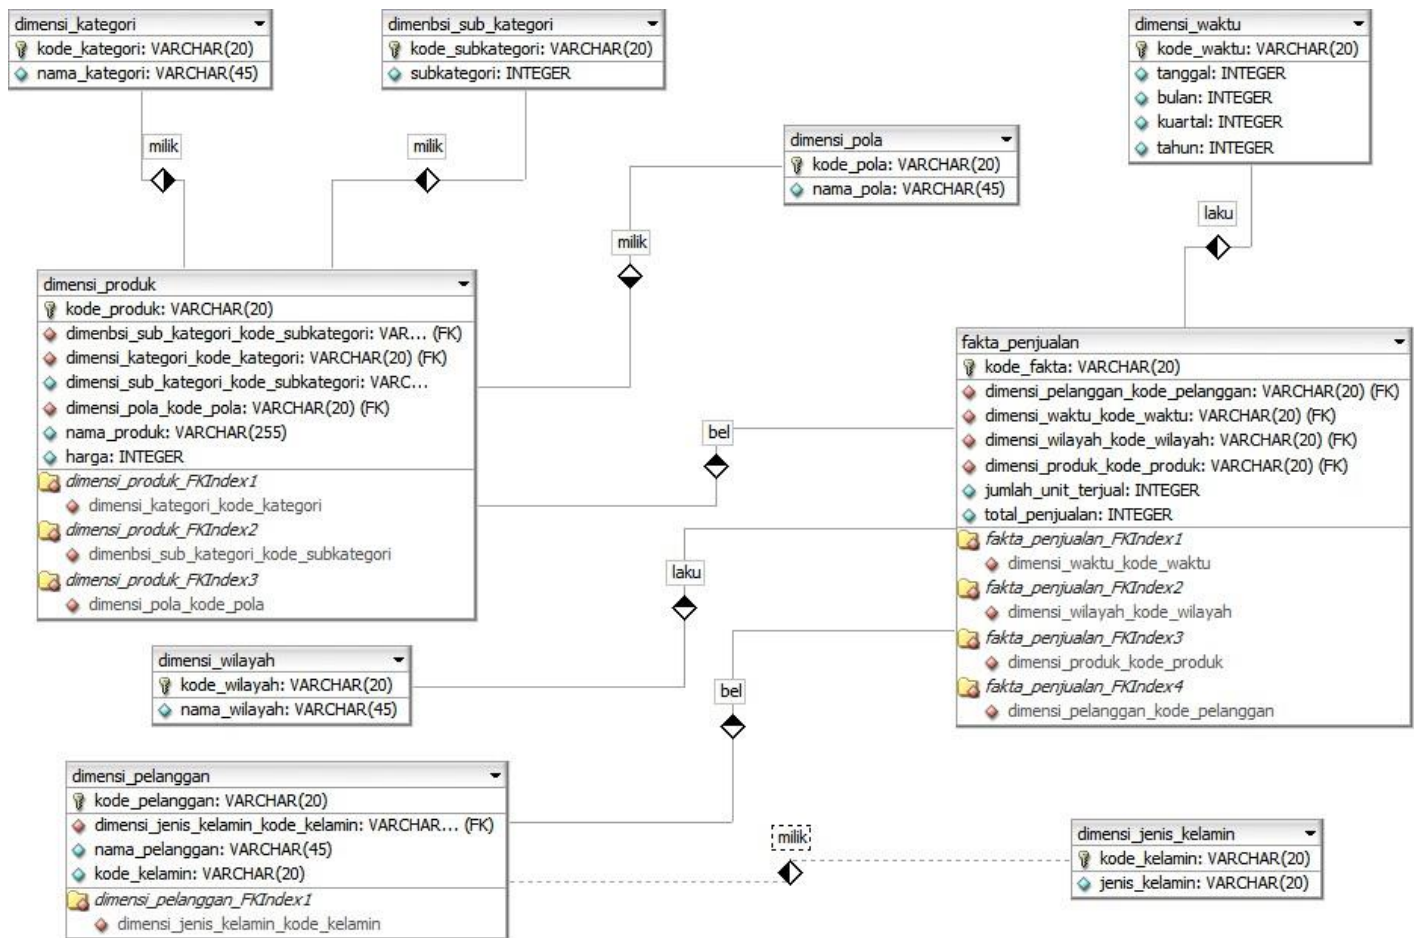 dimensi_kategori
kode_kategori: VARCHAR(20)
nama_kategori: VARCHAR(45)
dimenbsi_sub_kategori
kode_subkategori: VARCHAR(20)
subkategori: INTEGER
dimensi_waktu
kode_waktu: VARCHAR(20)
tanggal: INTEGER
bulan: INTEGER
kuartal: INTEGER
tahun: INTEGER
milik
milik
dimensi_pola
kode_pola: VARCHAR(20)
nama_pola: VARCHAR(45)
laku
milik
dimensi_produk
kode_produk: VARCHAR(20)
dimenbsi_sub_kategori_kode_subkategori: VAR... (FK)
dimensi_kategori_kode_kategori: VARCHAR(20) (FK)
dimensi_sub_kategori_kode_subkategori: VARC...
dimensi_pola_kode_pola: VARCHAR(20) (FK)
nama_produk: VARCHAR(255)
harga: INTEGER
dimensi_produk_FKIndex1
dimensi_kategori_kode_kategori
dimensi_produk_FKIndex2
dimenbsi_sub_kategori_kode_subkategori
dimensi_produk_FKIndex3
dimensi_pola_kode_pola
fakta_penjualan
kode_fakta: VARCHAR(20)
dimensi_pelanggan_kode_pelanggan: VARCHAR(20) (FK)
dimensi_waktu_kode_waktu: VARCHAR(20) (FK)
dimensi_wilayah_kode_wilayah: VARCHAR(20) (FK)
dimensi_produk_kode_produk: VARCHAR(20) (FK)
jumlah_unit_terjual: INTEGER
total_penjualan: INTEGER
fakta_penjualan_FKIndex1
dimensi_waktu_kode_waktu
fakta_penjualan_FKIndex2
dimensi_wilayah_kode_wilayah
fakta_penjualan_FKIndex3
dimensi_produk_kode_produk
fakta_penjualan_FKIndex4
dimensi_pelanggan_kode_pelanggan
bel
laku
dimensi_wilayah
kode_wilayah: VARCHAR(20)
nama_wilayah: VARCHAR(45)
bel
dimensi_pelanggan
kode_pelanggan: VARCHAR(20)
dimensi_jenis_kelamin_kode_kelamin: VARCHAR... (FK)
nama_pelanggan: VARCHAR(45)
kode_kelamin: VARCHAR(20)
dimensi_pelanggan_FKIndex1
dimensi_jenis_kelamin_kode_kelamin
milik
dimensi_jenis_kelamin
kode_kelamin: VARCHAR(20)
jenis_kelamin: VARCHAR(20)